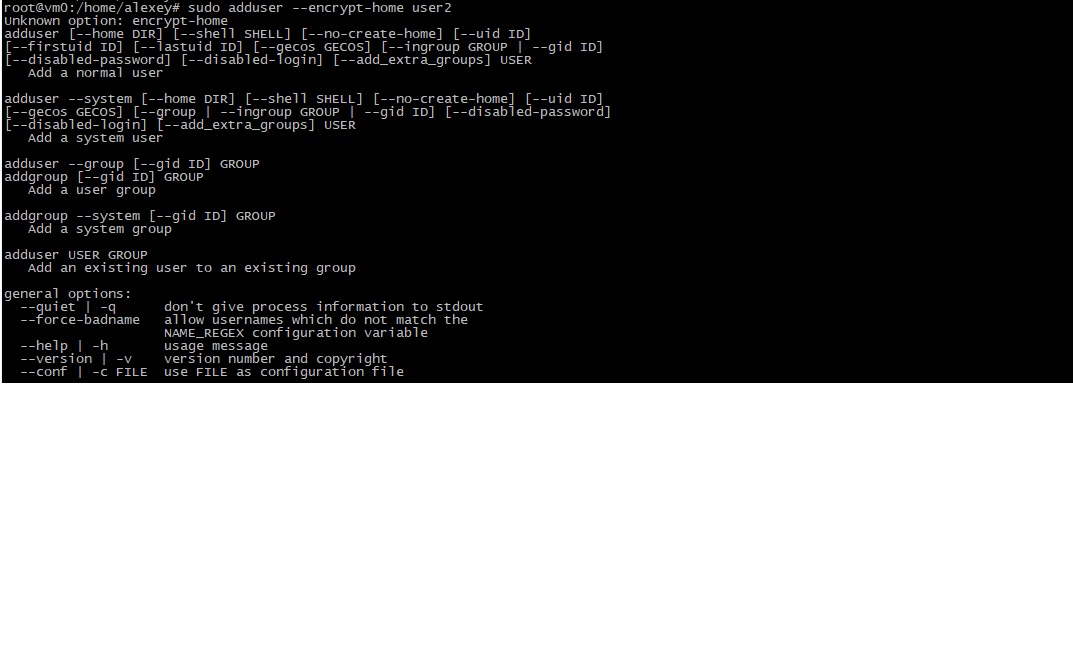 root@vm0:/home/alexey# sudo adduser --encrypt-home user2
Unknown option: encrypt-home
adduser [--home DIR] [--shell SHELL] [--no-create-home] [--uid ID]
[--firstuid ID] [--lastuid ID] [--gecos GECOS] [--ingroup GROUP | --gid ID]
[--disabled-password] [--disabled-login] [--add_extra_groups] USER
   Add a normal user

adduser --system [--home DIR] [--shell SHELL] [--no-create-home] [--uid ID]
[--gecos GECOS] [--group | --ingroup GROUP | --gid ID] [--disabled-password]
[--disabled-login] [--add_extra_groups] USER
   Add a system user

adduser --group [--gid ID] GROUP
addgroup [--gid ID] GROUP
   Add a user group

addgroup --system [--gid ID] GROUP
   Add a system group

adduser USER GROUP
   Add an existing user to an existing group

general options:
  --quiet | -q      don't give process information to stdout
  --force-badname   allow usernames which do not match the
                    NAME_REGEX configuration variable
  --help | -h       usage message
  --version | -v    version number and copyright
  --conf | -c FILE  use FILE as configuration file